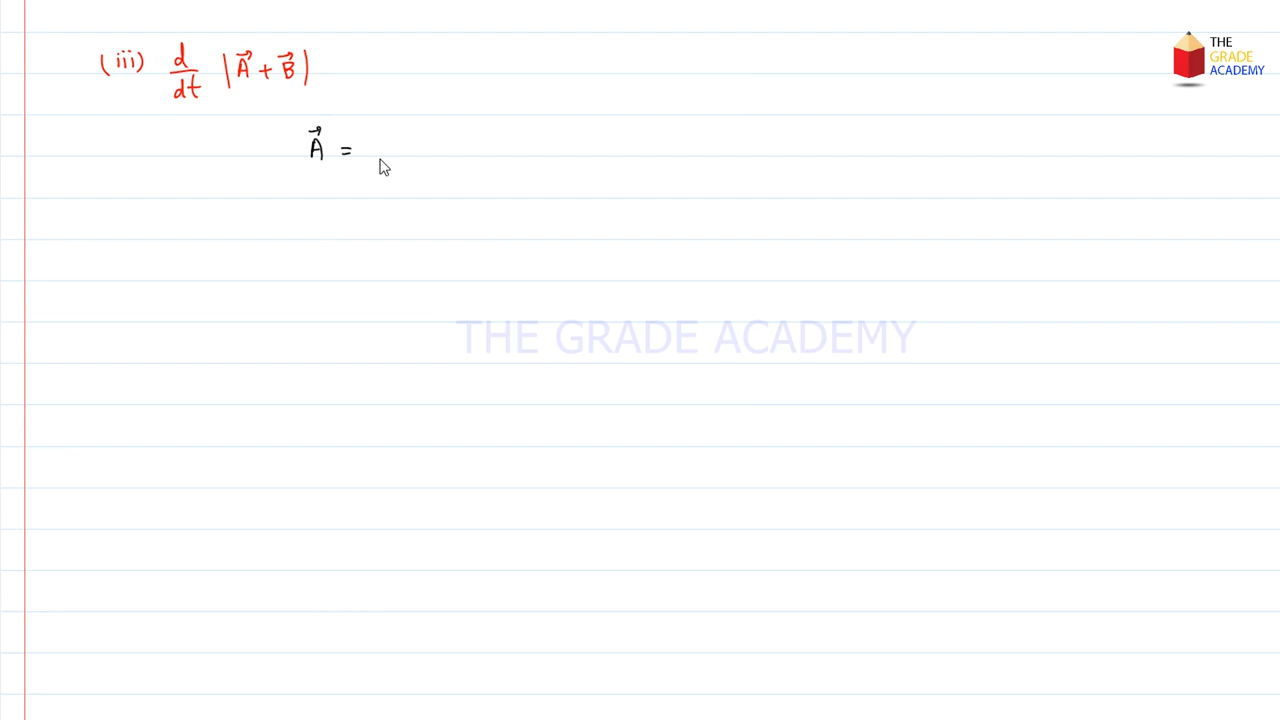 (iii) d/dt |A⃗ + B⃗|
THE
GRADE
ACADEMY
A⃗ =
THE GRADE ACADEMY